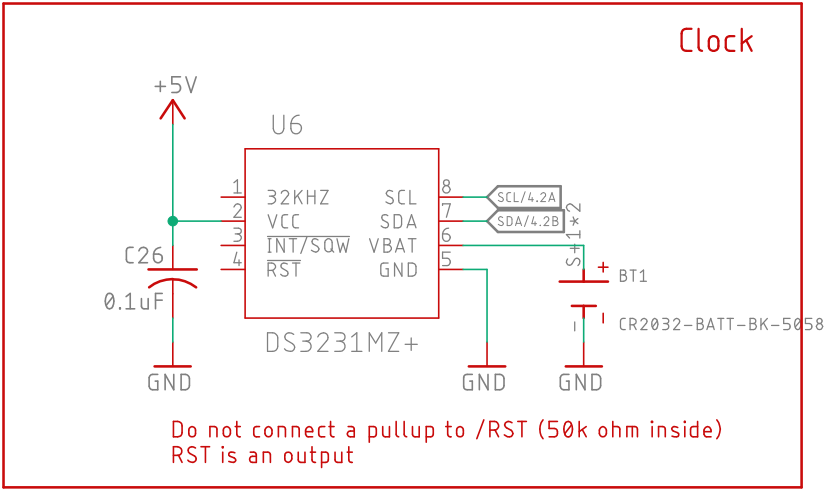 Clock
+5V
U6
1
32KHZ
SCL
8
SCL/4.2A
2
VCC
SDA
7
SDA/4.2B
3
INT/SQW
VBAT
6
S+1*2
4
RST
GND
5
C26
0.1uF
+
BT1
-
CR2032-BATT-BK-5058
DS3231MZ+
GND
GND
GND
Do not connect a pullup to /RST (50k ohm inside)
RST is an output